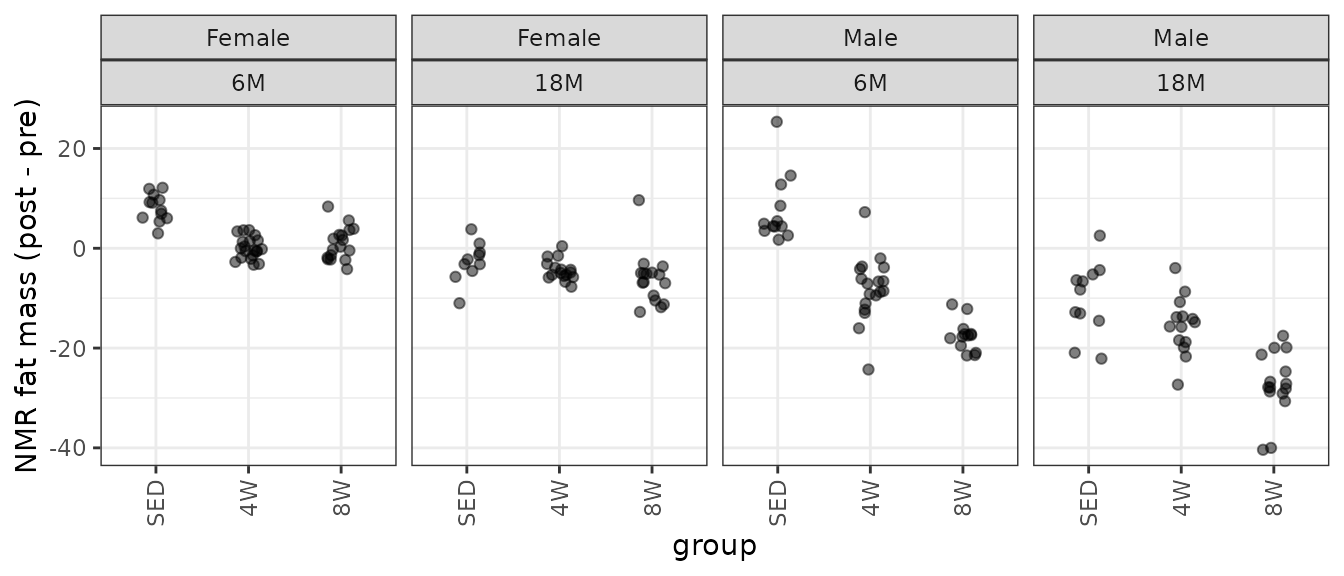 Female Female Male Male
6M 18M 6M 18M
NMR fat mass (post - pre)
20
0
-20
-40
SED 4W 8W SED 4W 8W SED 4W 8W SED 4W 8W
group